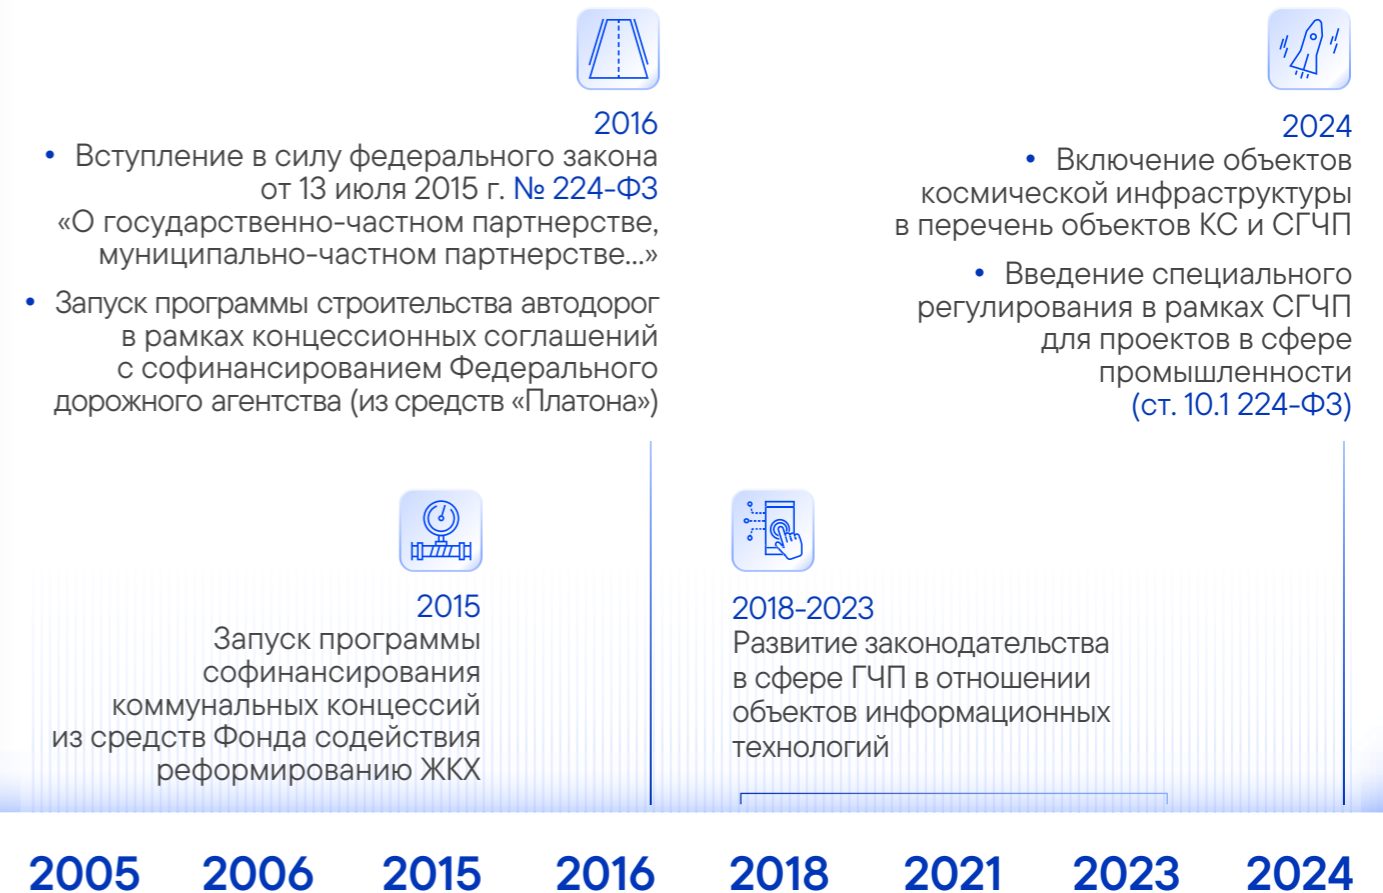 2016
• Вступление в силу федерального закона
от 13 июля 2015 г. № 224-ФЗ
«О государственно-частном партнерстве,
муниципально-частном партнерстве...»
• Запуск программы строительства автодорог
в рамках концессионных соглашений
с софинансированием Федерального
дорожного агентства (из средств «Платона»)
2024
• Включение объектов
космической инфраструктуры
в перечень объектов КС и СГЧП
• Введение специального
регулирования в рамках СГЧП
для проектов в сфере
промышленности
(ст. 10.1 224-ФЗ)
2015
Запуск программы
софинансирования
коммунальных концессий
из средств Фонда содействия
реформированию ЖКХ
2018-2023
Развитие законодательства
в сфере ГЧП в отношении
объектов информационных
технологий
2005 2006 2015 2016 2018 2021 2023 2024